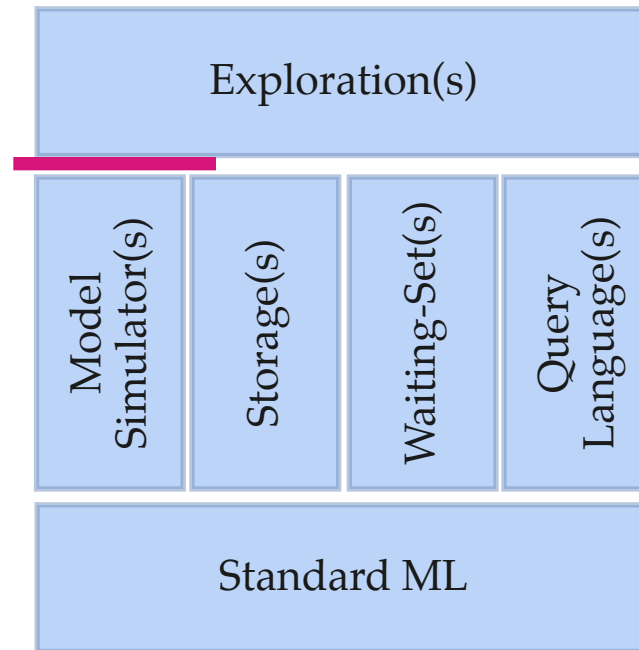 Exploration(s)
Model
Simulator(s)
Storage(s)
Waiting-Set(s)
Query
Language(s)
Standard ML